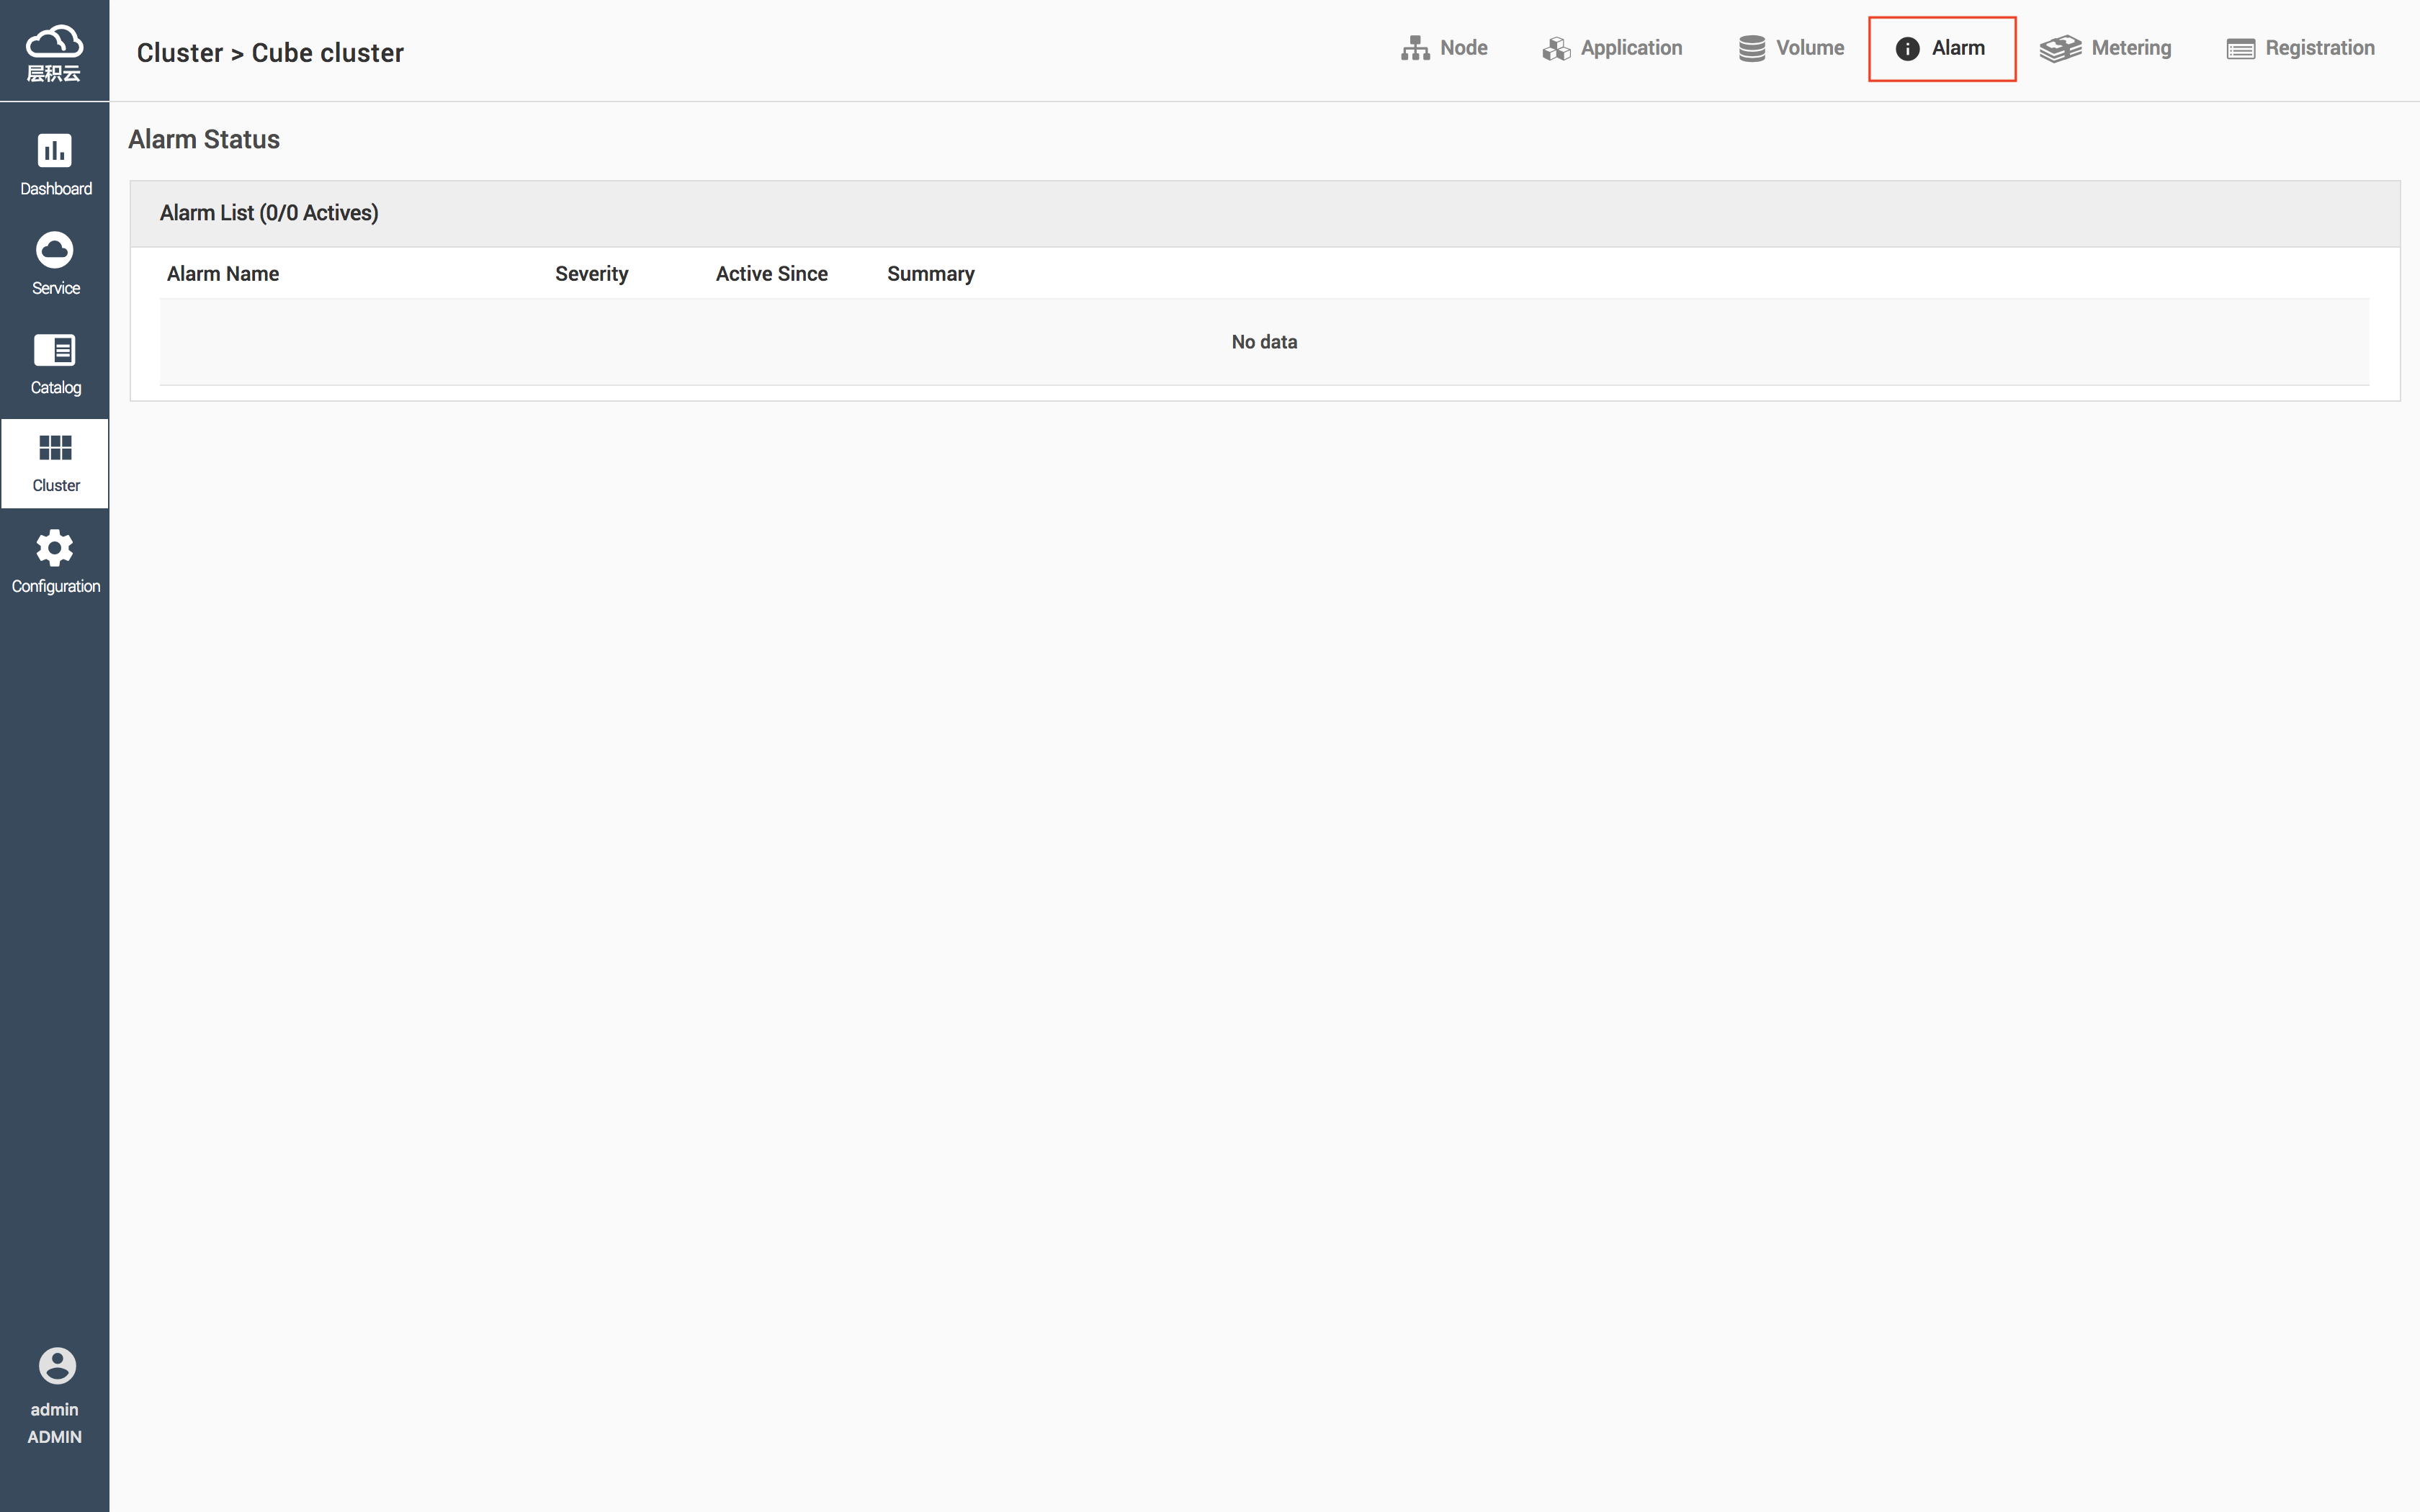 层积云
Cluster > Cube cluster
Node
Application
Volume
Alarm
Metering
Registration
Alarm Status
Alarm List (0/0 Actives)
Alarm Name Severity Active Since Summary
No data
Dashboard
Service
Catalog
Cluster
Configuration
admin
ADMIN